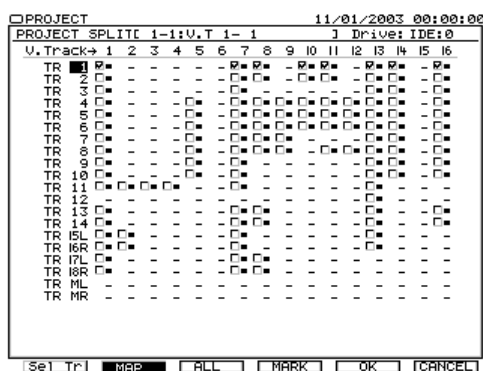 PROJECT 11/01/2003 00:00:00
PROJECT SPLIT[ 1-1:V.T 1- 1 ] Drive:IDE:0
V.Track→ 1 2 3 4 5 6 7 8 9 10 11 12 13 14 15 16
TR 1
TR 2
TR 3
TR 4
TR 5
TR 6
TR 7
TR 8
TR 9
TR 10
TR 11
TR 12
TR 13
TR 14
TR 15L
TR 16R
TR 17L
TR 18R
TR ML
TR MR
Sel Tr MAP ALL MARK OK CANCEL